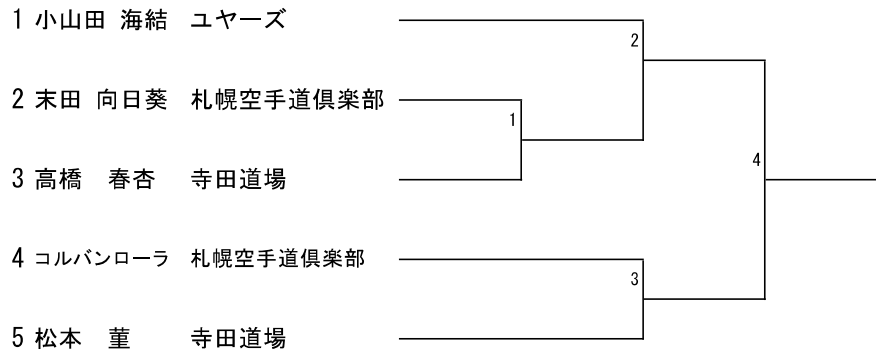 1 小山田 海結 ユヤーズ
2
2 末田 向日葵 札幌空手道倶楽部
1
3 高橋 春杏 寺田道場
4
4 コルバンローラ 札幌空手道倶楽部
3
5 松本 菫 寺田道場